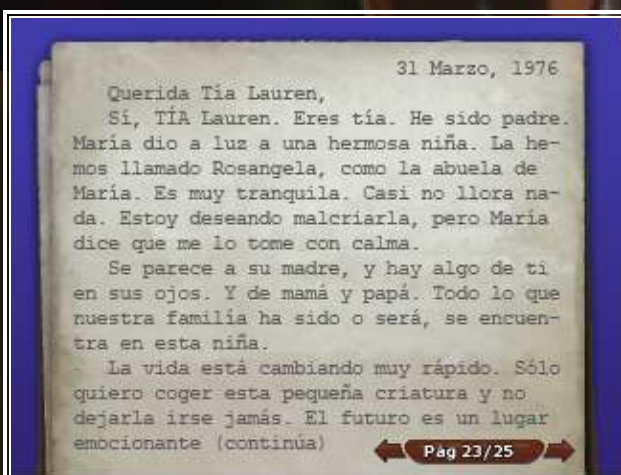 31 Marzo, 1976
Querida Tía Lauren,
Sí, TÍA Lauren. Eres tía. He sido padre.
María dio a luz a una hermosa niña. La he-
mos llamado Rosangela, como la abuela de
María. Es muy tranquila. Casi no llora na-
da. Estoy deseando malcriarla, pero María
dice que me lo tome con calma.
Se parece a su madre, y hay algo de ti
en sus ojos. Y de mamá y papá. Todo lo que
nuestra familía ha sido o será, se encuen-
tra en esta niña.
La vida está cambiando muy rápido. Sólo
quiero coger esta pequeña criatura y no
dejarla irse jamás. El futuro es un lugar
emocionante (continúa)
Pág 23/25